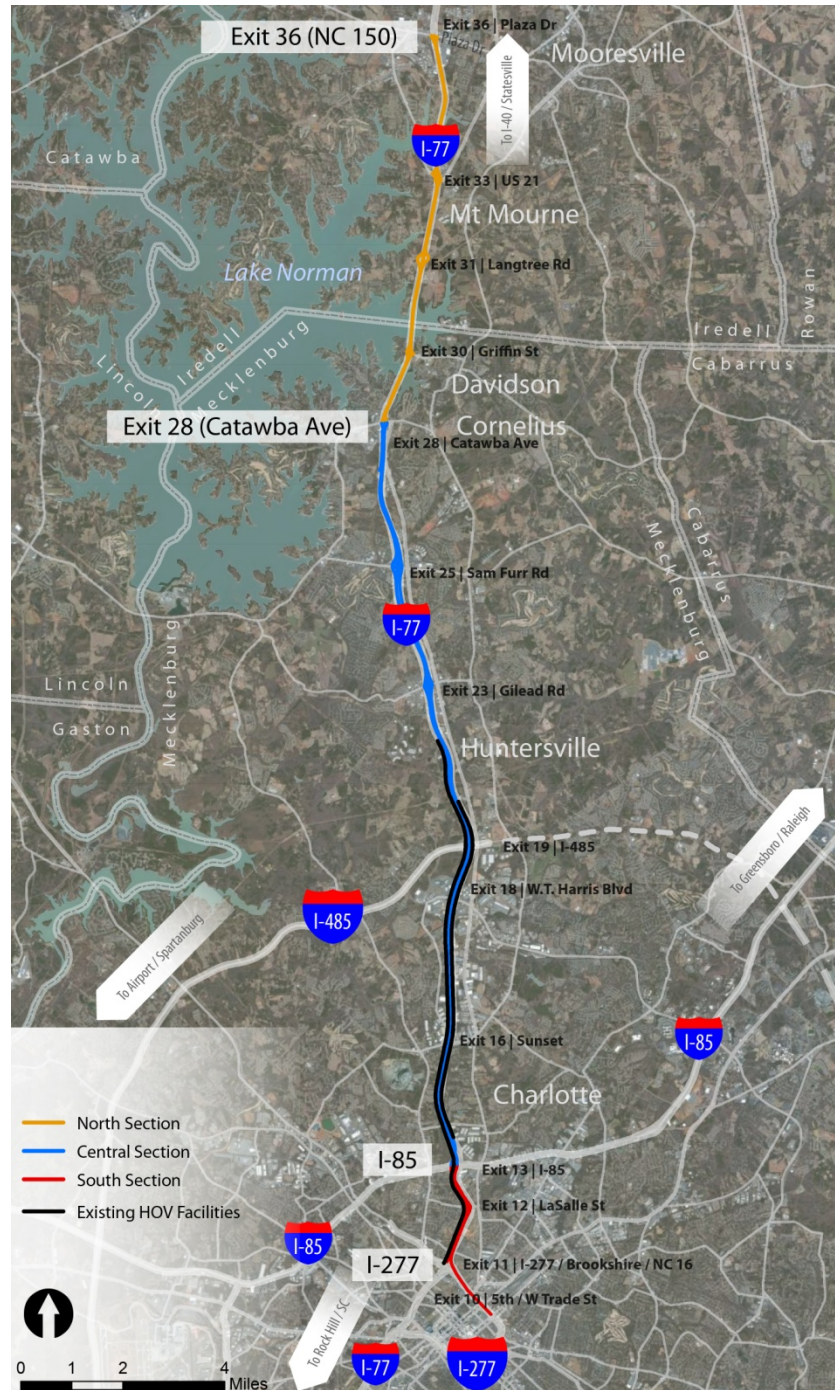 Exit 36 | Plaza Dr
Exit 36 (NC 150)
Plaza Dr
Mooresville
To I-40 / Statesville
I-77
Catawba
Exit 33 | US 21
Mt Mourne
Lake Norman
Exit 31 | Langtree Rd
Rowan
Iredell
Lincoln
Mecklenburg
Iredell
Cabarrus
Exit 30 | Griffin St
Davidson
Exit 28 (Catawba Ave)
Cornelius
Exit 28 | Catawba Ave
Cabarrus
Mecklenburg
Exit 25 | Sam Furr Rd
I-77
Mecklenburg
Lincoln
Gaston
Exit 23 | Gilead Rd
Huntersville
To Greensboro / Raleigh
Exit 19 | I-485
Exit 18 | W.T. Harris Blvd
I-485
To Airport / Spartanburg
Exit 16 | Sunset
I-85
Charlotte
North Section
Central Section
South Section
Existing HOV Facilities
I-85
Exit 13 | I-85
Exit 12 | LaSalle St
I-85
I-277
Exit 11 | I-277 / Brookshire / NC 16
Exit 10 | 5th / W Trade St
To Rock Hill / SC
I-77
I-277
0 1 2 4
Miles